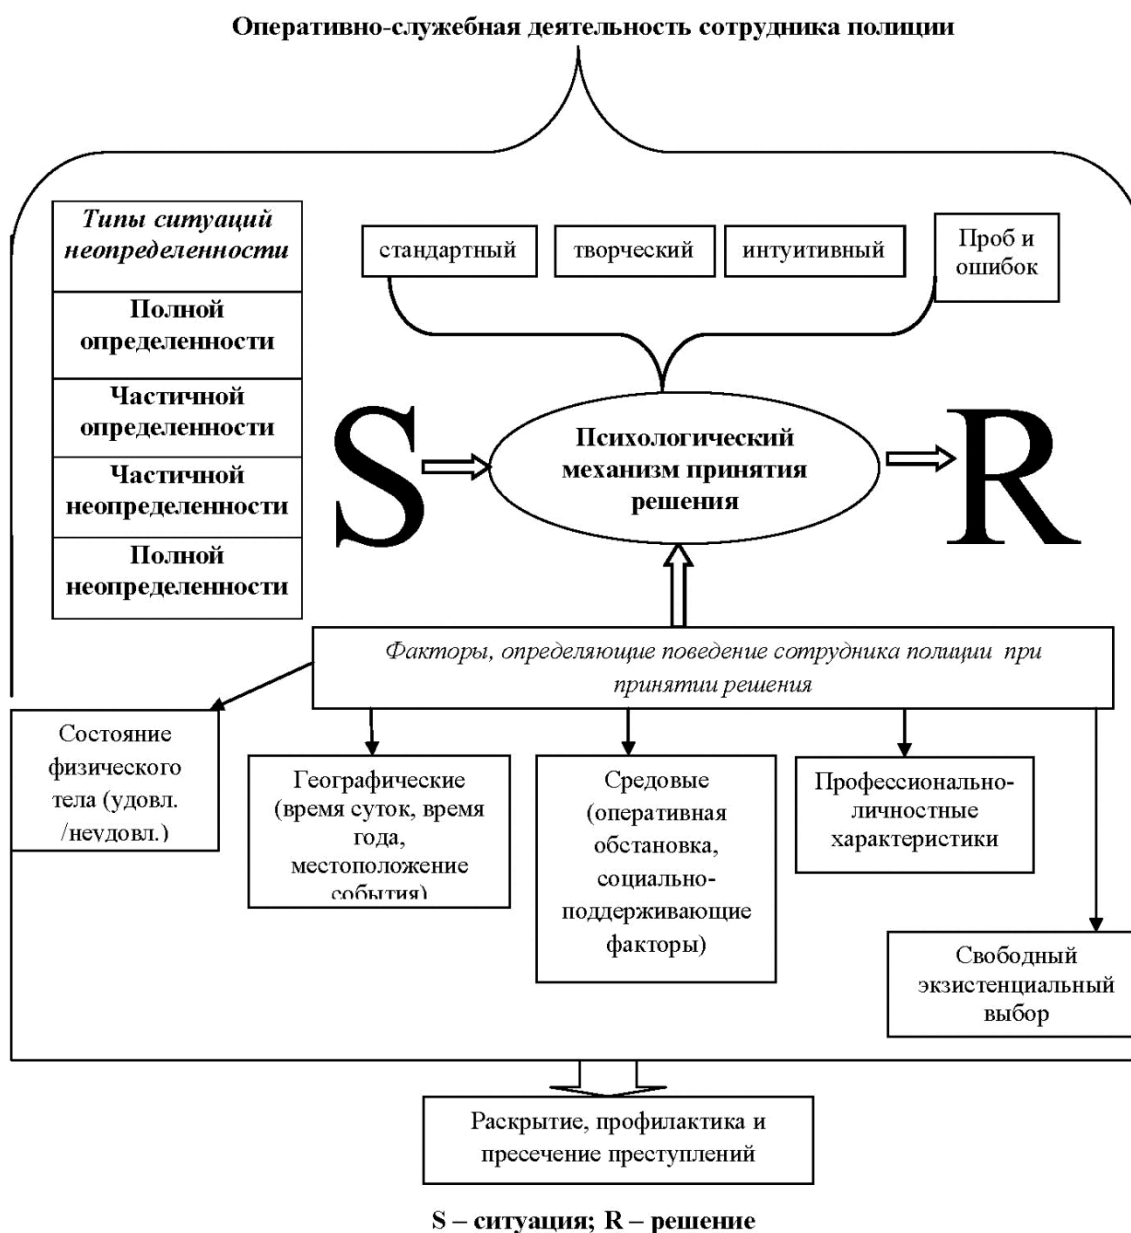 Оперативно-служебная деятельность сотрудника полиции
Типы ситуаций
неопределенности
Полной
определенности
Частичной
определенности
Частичной
неопределенности
Полной
неопределенности
стандартный
творческий
интуитивный
Проб и
ошибок
S
Психологический
механизм принятия
решения
R
Факторы, определяющие поведение сотрудника полиции при
принятии решения
Состояние
физического
тела (удовл.
/неудовл.)
Географические
(время суток, время
года,
местоположение
события)
Средовые
(оперативная
обстановка,
социально-
поддерживающие
факторы)
Профессионально-
личностные
характеристики
Свободный
экзистенциальный
выбор
Раскрытие, профилактика и
пресечение преступлений
S – ситуация; R – решение